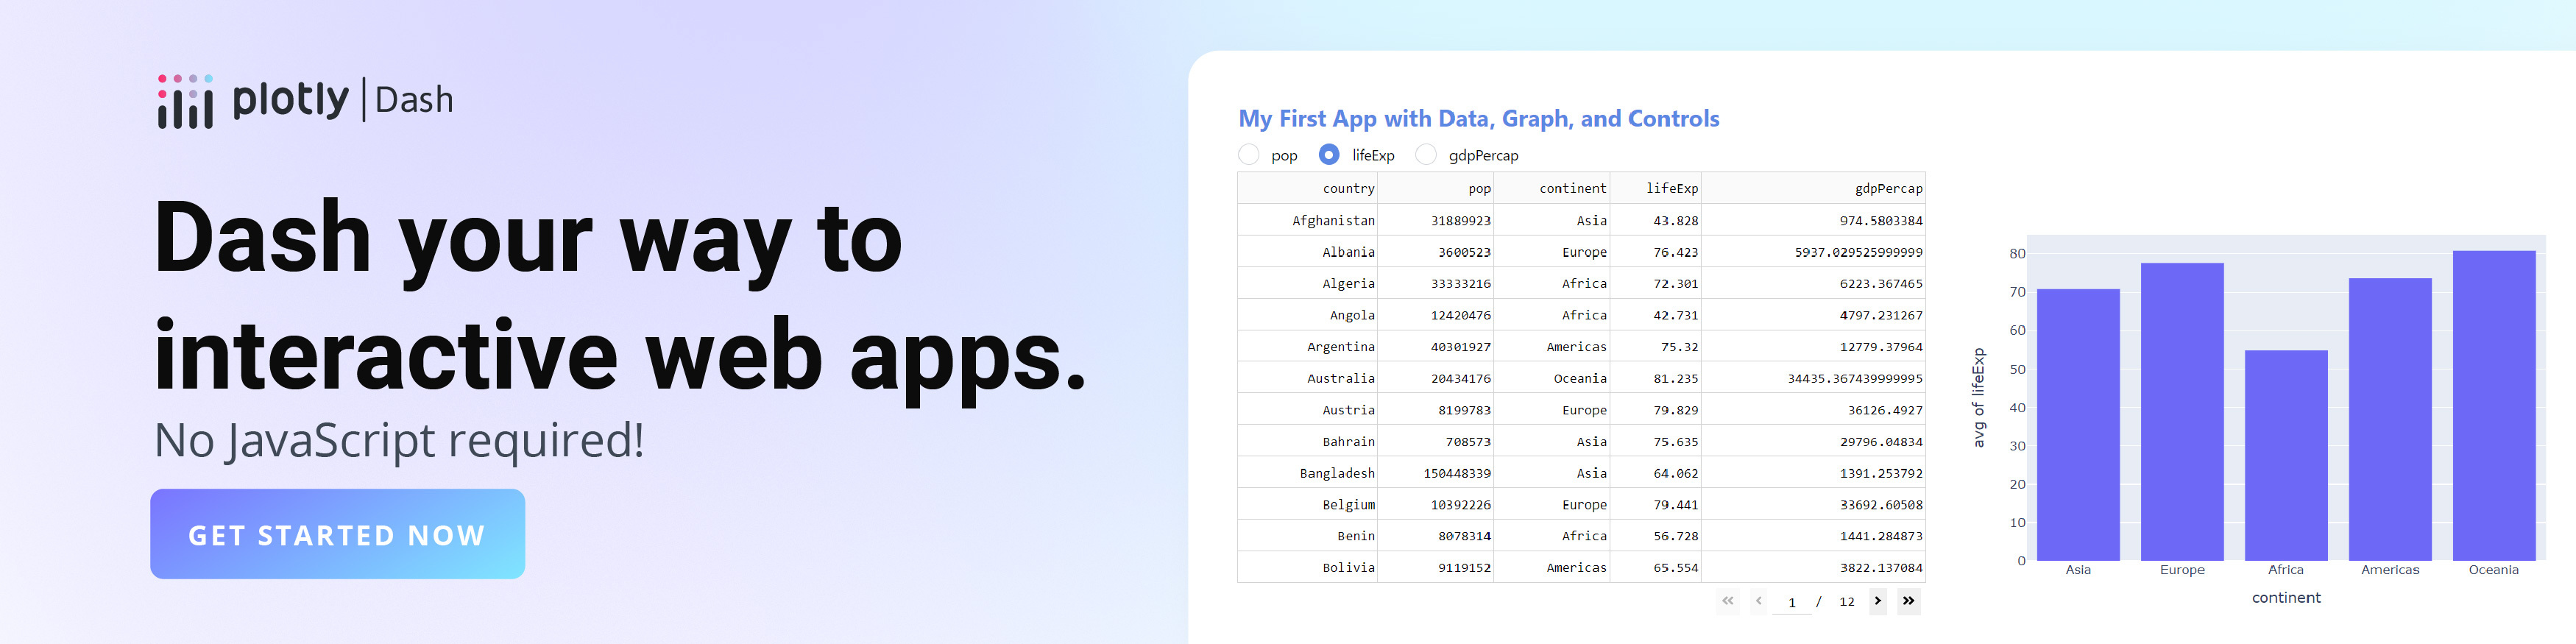 plotly | Dash
Dash your way to
interactive web apps.
No JavaScript required!
GET STARTED NOW
My First App with Data, Graph, and Controls
pop lifeExp gdpPercap
country pop continent lifeExp gdpPercap
Afghanistan 31889923 Asia 43.828 974.5803384
Albania 3600523 Europe 76.423 5937.029525999999
Algeria 33333216 Africa 72.301 6223.367465
Angola 12420476 Africa 42.731 4797.231267
Argentina 40301927 Americas 75.32 12779.37964
Australia 20434176 Oceania 81.235 34435.367439999995
Austria 8199783 Europe 79.829 36126.4927
Bahrain 708573 Asia 75.635 29796.04834
Bangladesh 150448339 Asia 64.062 1391.253792
Belgium 10392226 Europe 79.441 33692.60508
Benin 8078314 Africa 56.728 1441.284873
Bolivia 9119152 Americas 65.554 3822.137084
« ‹ 1 / 12 › »
avg of lifeExp
80
70
60
50
40
30
20
10
0
Asia Europe Africa Americas Oceania
continent